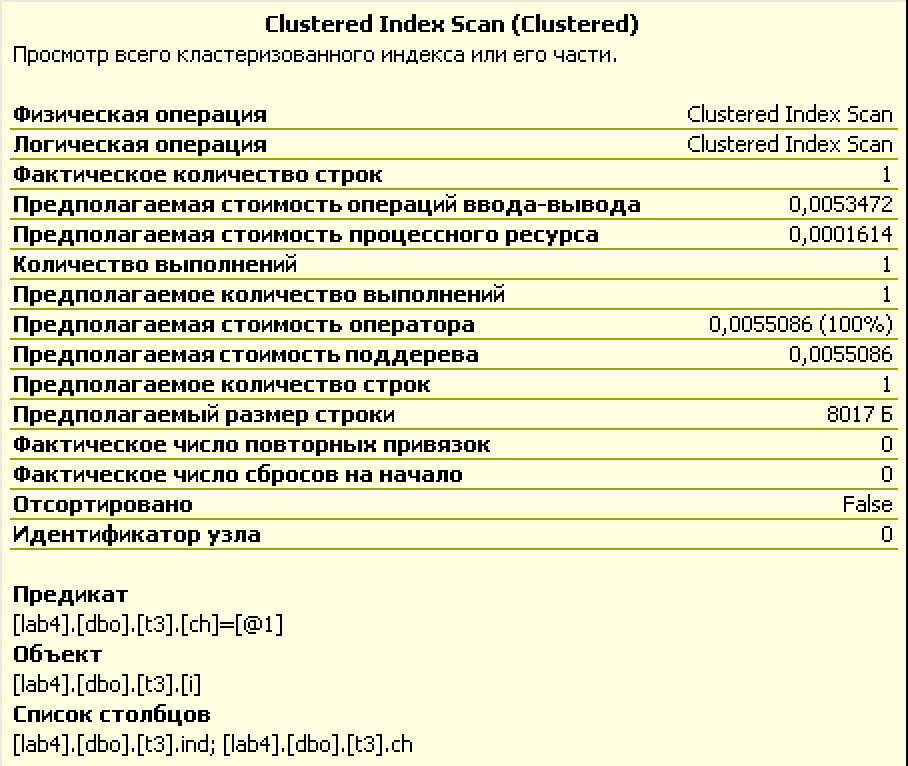 Clustered Index Scan (Clustered)
Просмотр всего кластеризованного индекса или его части.
Физическая операция Clustered Index Scan
Логическая операция Clustered Index Scan
Фактическое количество строк 1
Предполагаемая стоимость операций ввода-вывода 0,0053472
Предполагаемая стоимость процессного ресурса 0,0001614
Количество выполнений 1
Предполагаемое количество выполнений 1
Предполагаемая стоимость оператора 0,0055086 (100%)
Предполагаемая стоимость поддерева 0,0055086
Предполагаемое количество строк 1
Предполагаемый размер строки 8017 Б
Фактическое число повторных привязок 0
Фактическое число сбросов на начало 0
Отсортировано False
Идентификатор узла 0
Предикат
[lab4].[dbo].[t3].[ch]=[@1]
Объект
[lab4].[dbo].[t3].[i]
Список столбцов
[lab4].[dbo].[t3].ind; [lab4].[dbo].[t3].ch